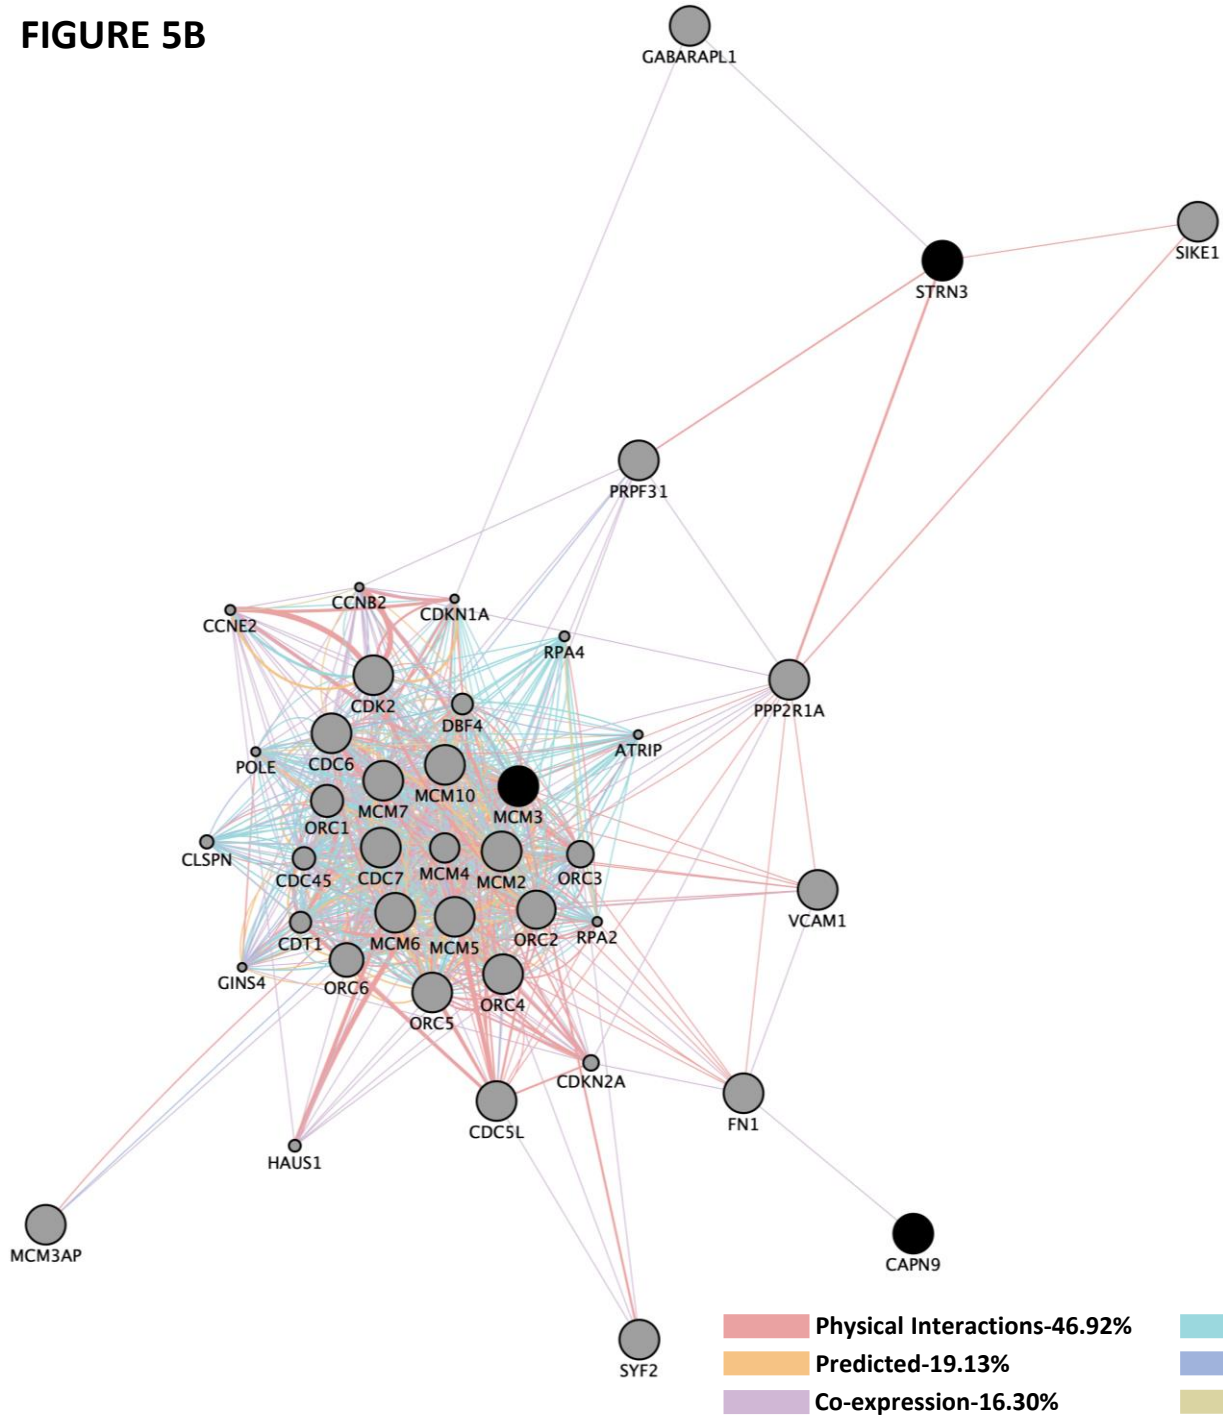 FIGURE 5B
GABARAPL1
SIKE1
STRN3
PRPF31
CCNB2
CDKN1A
CCNE2
RPA4
CDK2
PPP2R1A
DBF4
ATRIP
POLE
CDC6
MCM10
MCM7
MCM3
ORC1
CLSPN
CDC45
CDC7
MCM4
MCM2
ORC3
VCAM1
CDT1
MCM6
MCM5
ORC2
RPA2
GINS4
ORC6
ORC4
ORC5
CDKN2A
FN1
CDC5L
HAUS1
MCM3AP
CAPN9
SYF2
Physical Interactions-46.92%
Predicted-19.13%
Co-expression-16.30%